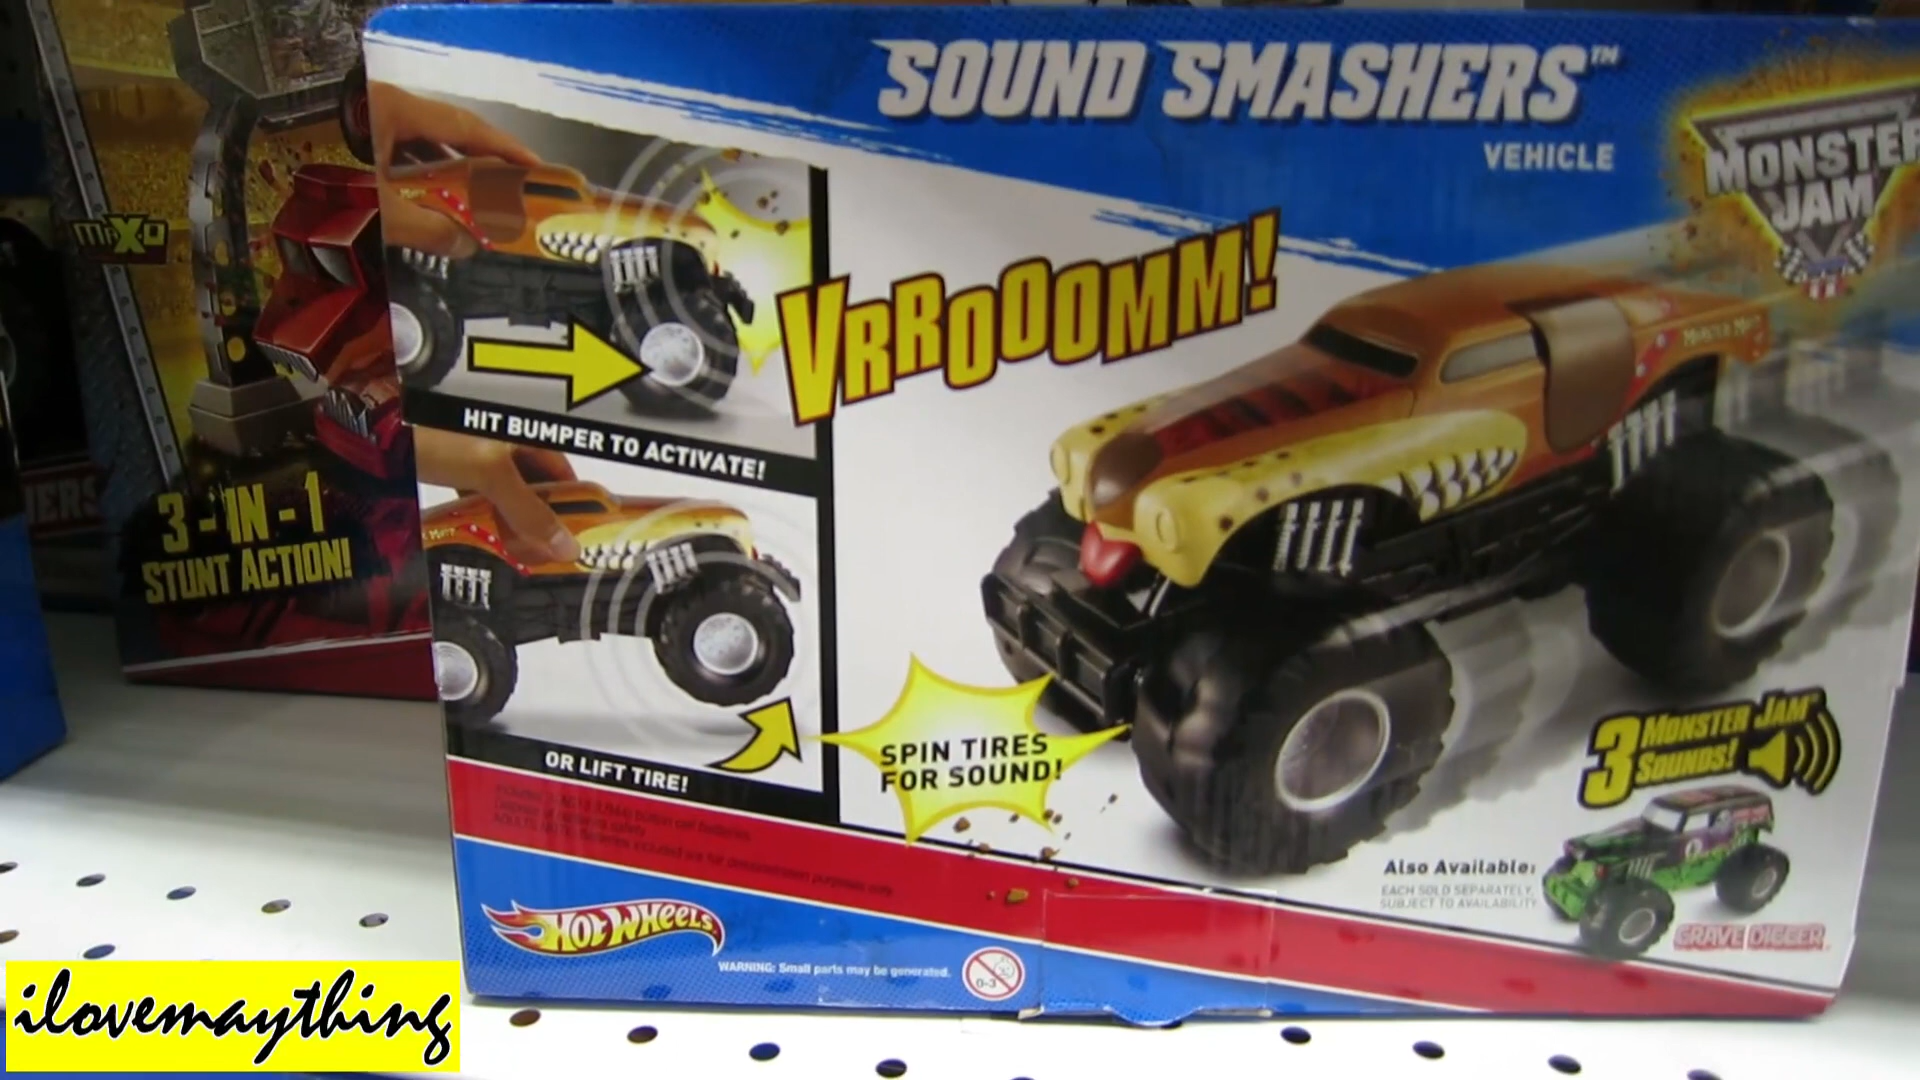 SOUND SMASHERS™
VEHICLE
MONSTER
JAM
MAXD
VRROOOMM!
HIT BUMPER TO ACTIVATE!
3-IN-1
STUNT ACTION!
OR LIFT TIRE!
SPIN TIRES
FOR SOUND!
3 MONSTER JAM
SOUNDS!
Also Available:
EACH SOLD SEPARATELY,
SUBJECT TO AVAILABILITY
GRAVE DIGGER
HOT WHEELS
WARNING: Small parts may be generated.
0-3
ilovemaything